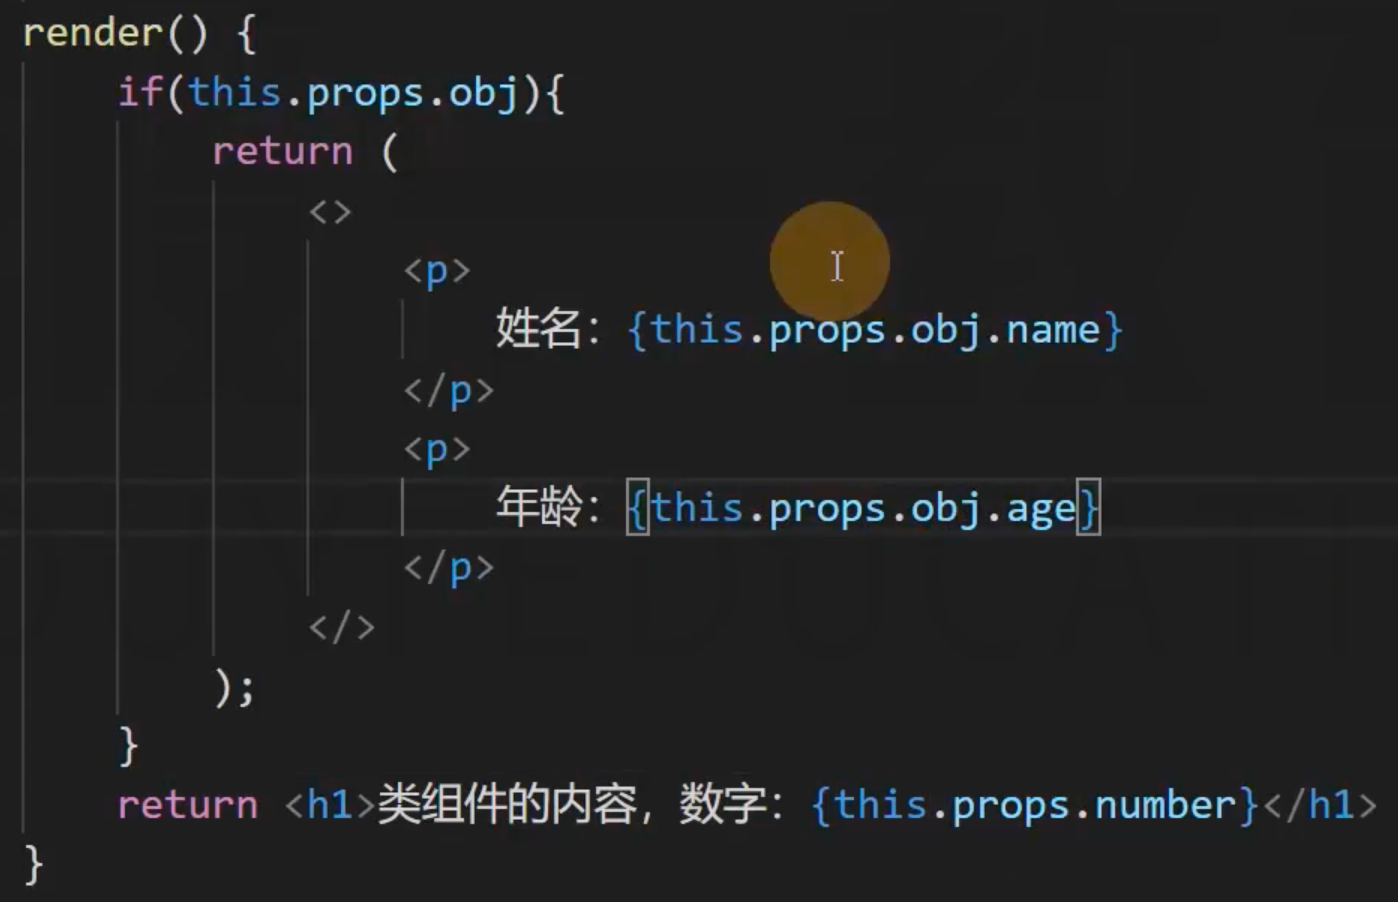 render() {
if(this.props.obj){
return (
<>
<p>
姓名：{this.props.obj.name}
</p>
<p>
年龄：{this.props.obj.age}
</p>
</>
);
}
return <h1>类组件的内容，数字：{this.props.number}</h1>
}